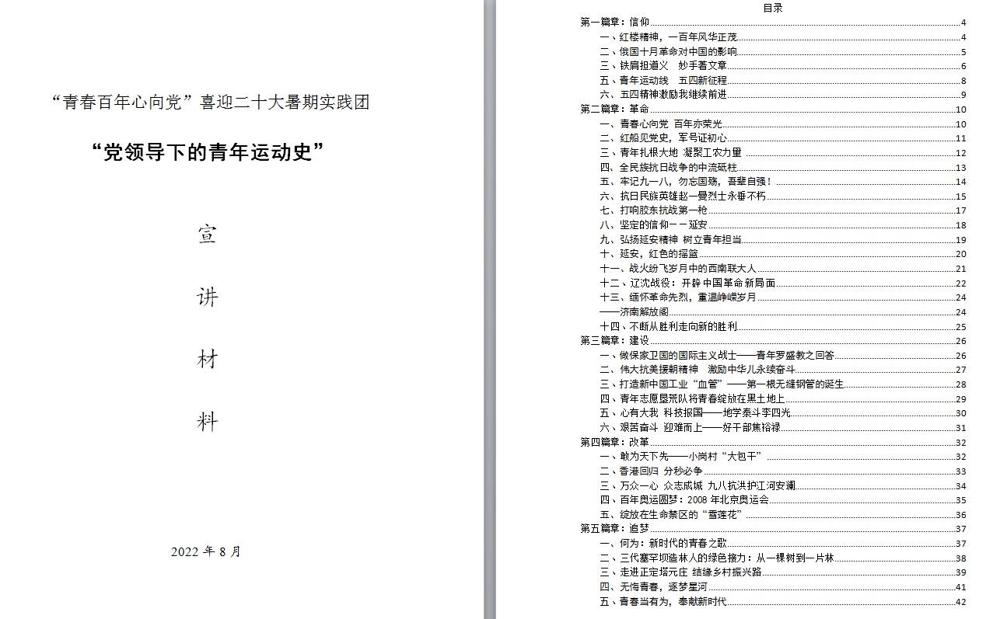 “青春百年心向党”喜迎二十大暑期实践团
“党领导下的青年运动史”
宣
讲
材
料
2022 年 8 月
目录
第一篇章：信仰 4
一、红楼精神，一百年风华正茂 4
二、俄国十月革命对中国的影响 5
三、铁肩担道义 妙手著文章 6
五、青年运动线 五四新征程 8
六、五四精神激励我继续前进 9
第二篇章：革命 10
一、青春心向党 百年亦荣光 10
二、红船见党史，军号证初心 11
三、青年扎根大地 凝聚工农力量 12
四、全民族抗日战争的中流砥柱 13
五、牢记九一八，勿忘国殇，吾辈自强！ 14
六、抗日民族英雄赵一曼烈士永垂不朽 15
七、打响胶东抗战第一枪 17
八、坚定的信仰——延安 18
九、弘扬延安精神 树立青年担当 19
十、延安，红色的摇篮 20
十一、战火纷飞岁月中的西南联大人 21
十二、辽沈战役：开辟中国革命新局面 22
十三、缅怀革命先烈，重温峥嵘岁月 24
——济南解放阁 24
十四、不断从胜利走向新的胜利 25
第三篇章：建设 26
一、做保家卫国的国际主义战士——青年罗盛教之回答 26
二、伟大抗美援朝精神 激励中华儿永续奋斗 27
三、打造新中国工业“血管”——第一根无缝钢管的诞生 28
四、青年志愿垦荒队将青春绽放在黑土地上 29
五、心有大我 科技报国——地学泰斗李四光 30
六、艰苦奋斗 迎难而上——好干部焦裕禄 31
第四篇章：改革 32
一、敢为天下先——小岗村“大包干” 32
二、香港回归 分秒必争 33
三、万众一心 众志成城 九八抗洪护江河安澜 34
四、百年奥运圆梦：2008 年北京奥运会 35
五、绽放在生命禁区的“雪莲花” 36
第五篇章：追梦 37
一、何为：新时代的青春之歌 37
二、三代塞罕坝造林人的绿色接力：从一棵树到一片林 38
三、走进正定塔元庄 结缘乡村振兴路 39
四、无悔青春，逐梦星河 41
五、青春当有为，奉献新时代 42